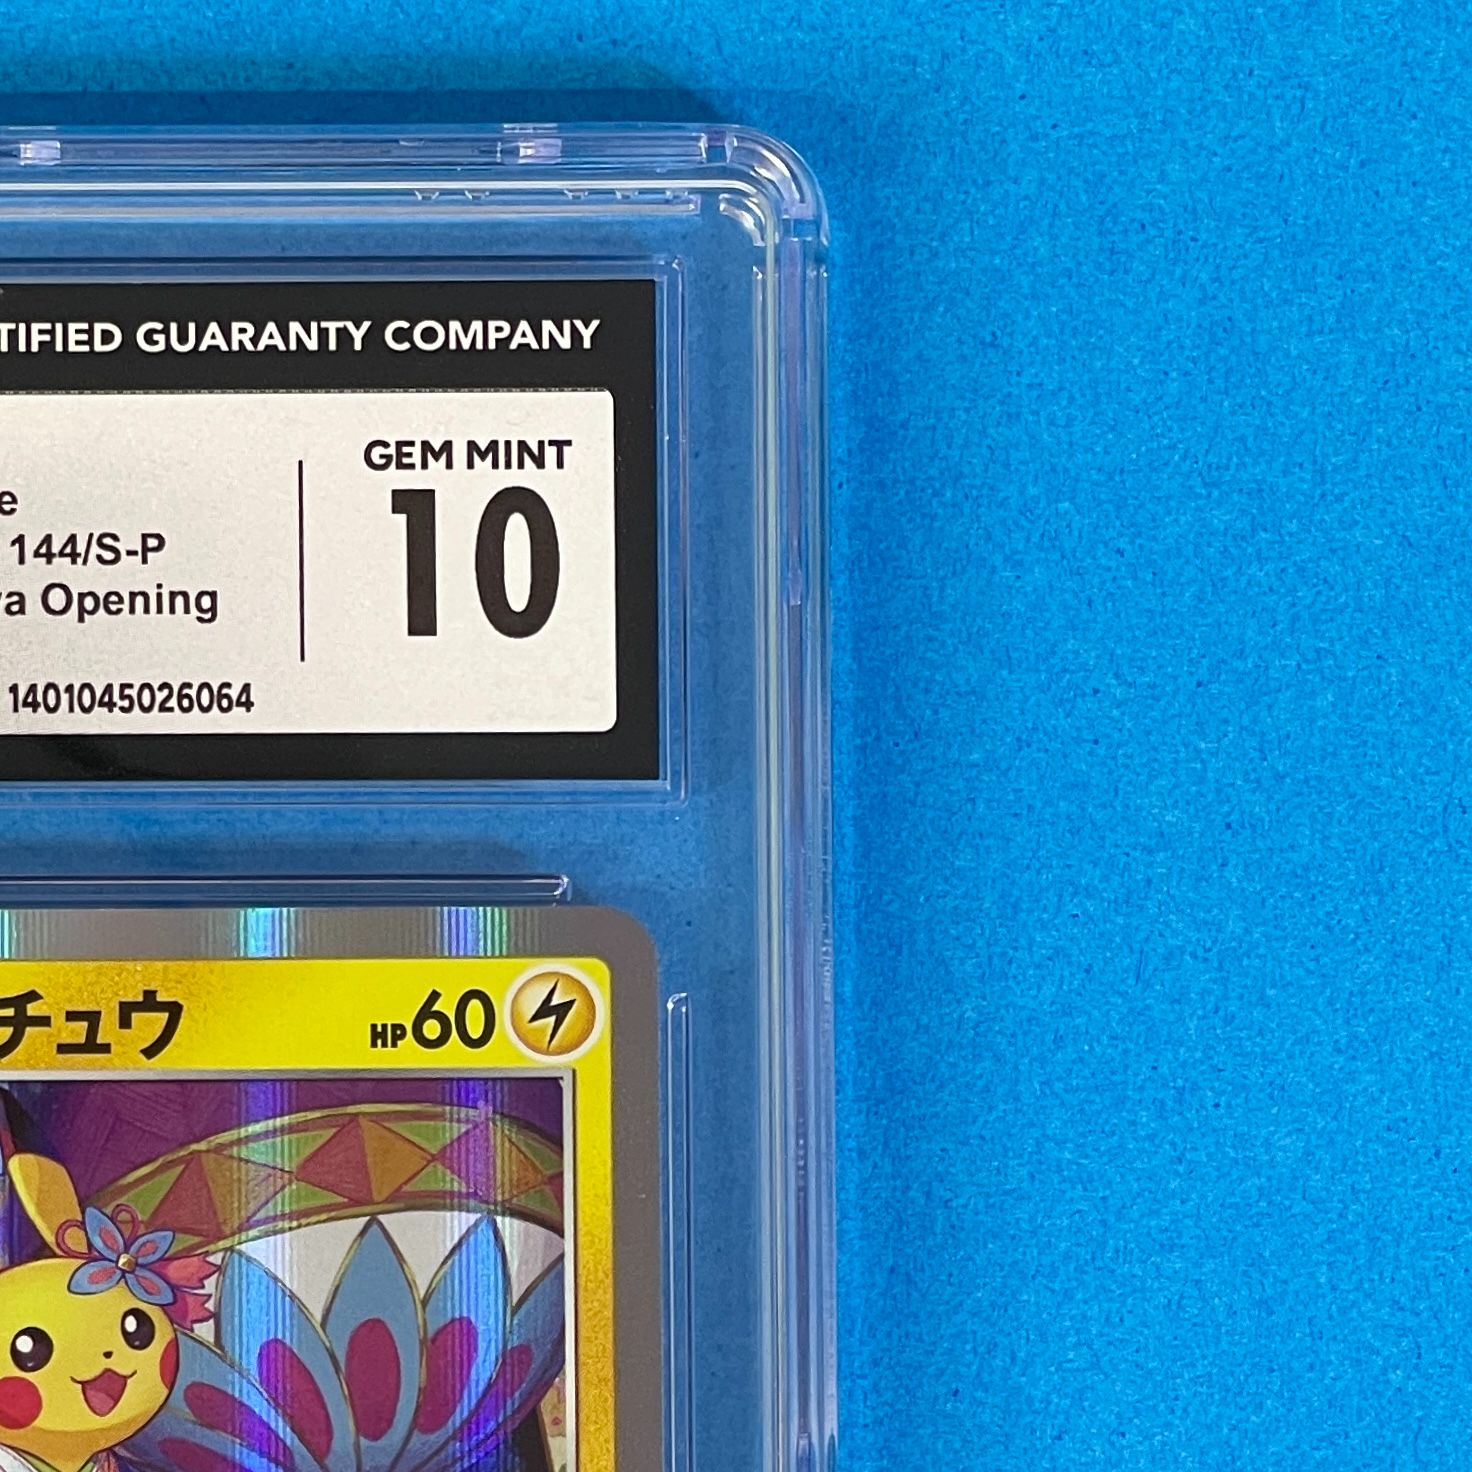 TIFIED GUARANTY COMPANY
GEM MINT
10
e
144/S-P
a Opening
1401045026064
チュウ
HP60